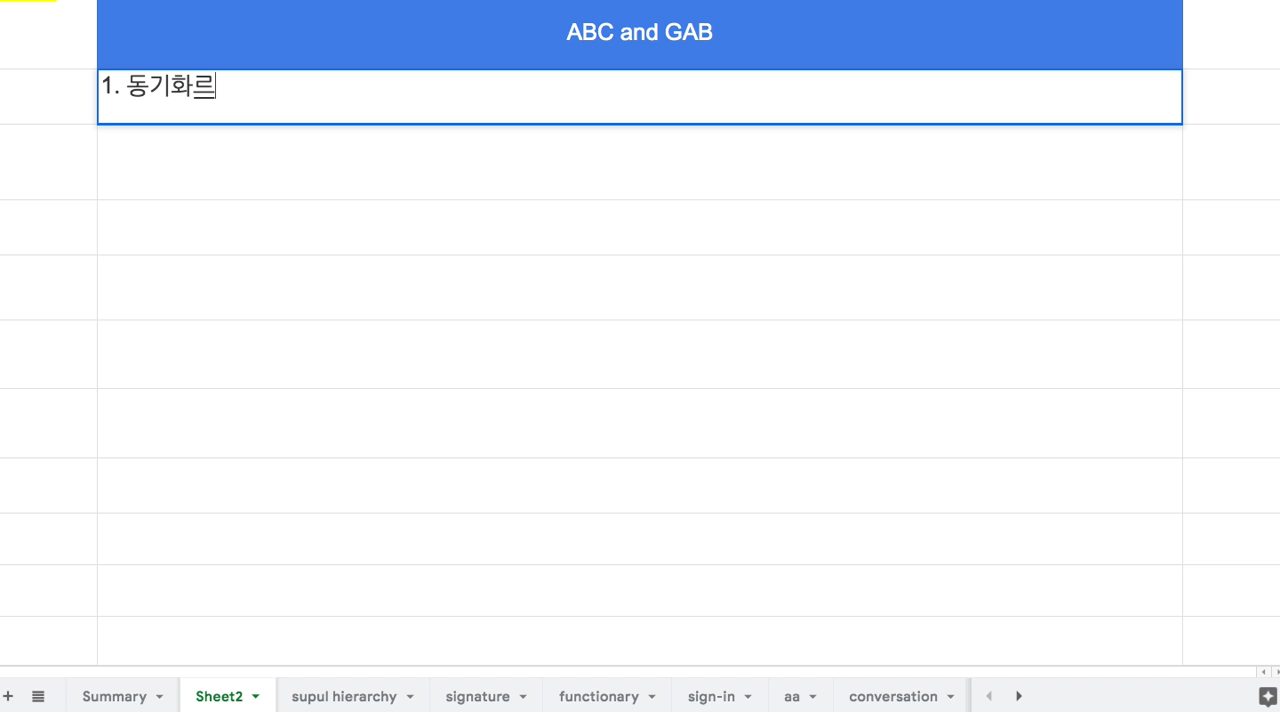 ABC and GAB
1. 동기화르
Summary Sheet2 supul hierarchy signature functionary sign-in aa conversation